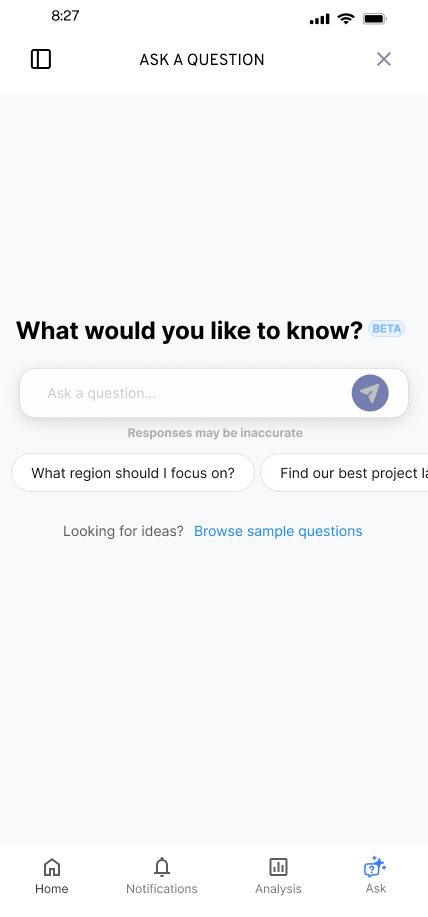 8:27
ASK A QUESTION
What would you like to know? BETA
Ask a question...
Responses may be inaccurate
What region should I focus on? Find our best project
Looking for ideas? Browse sample questions
Home Notifications Analysis Ask